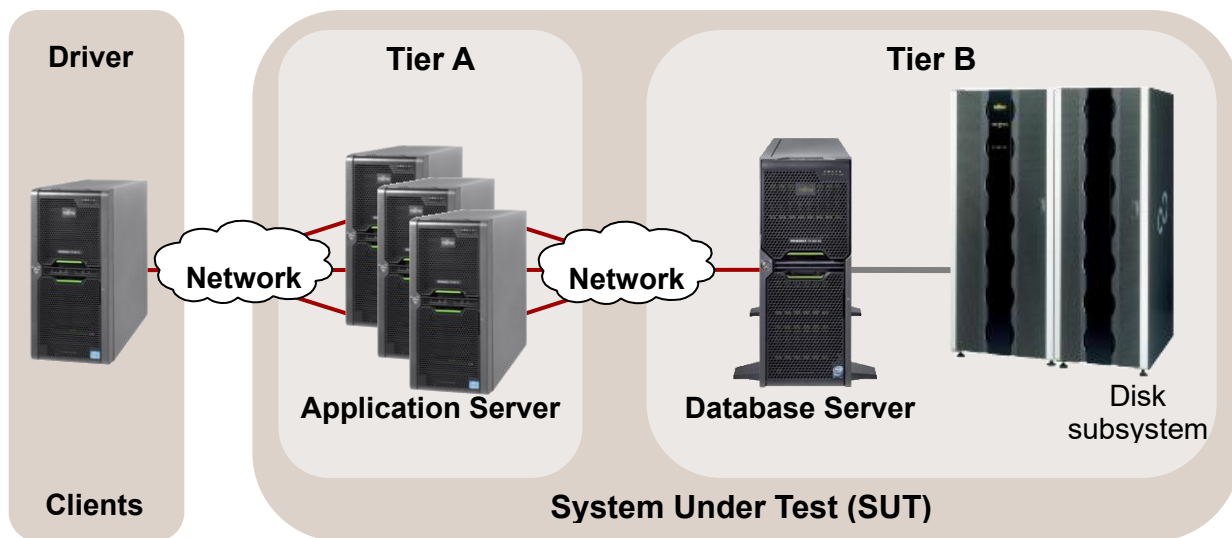 Driver
Tier A
Tier B
Network
Network
Application Server
Database Server
Disk
subsystem
Clients
System Under Test (SUT)